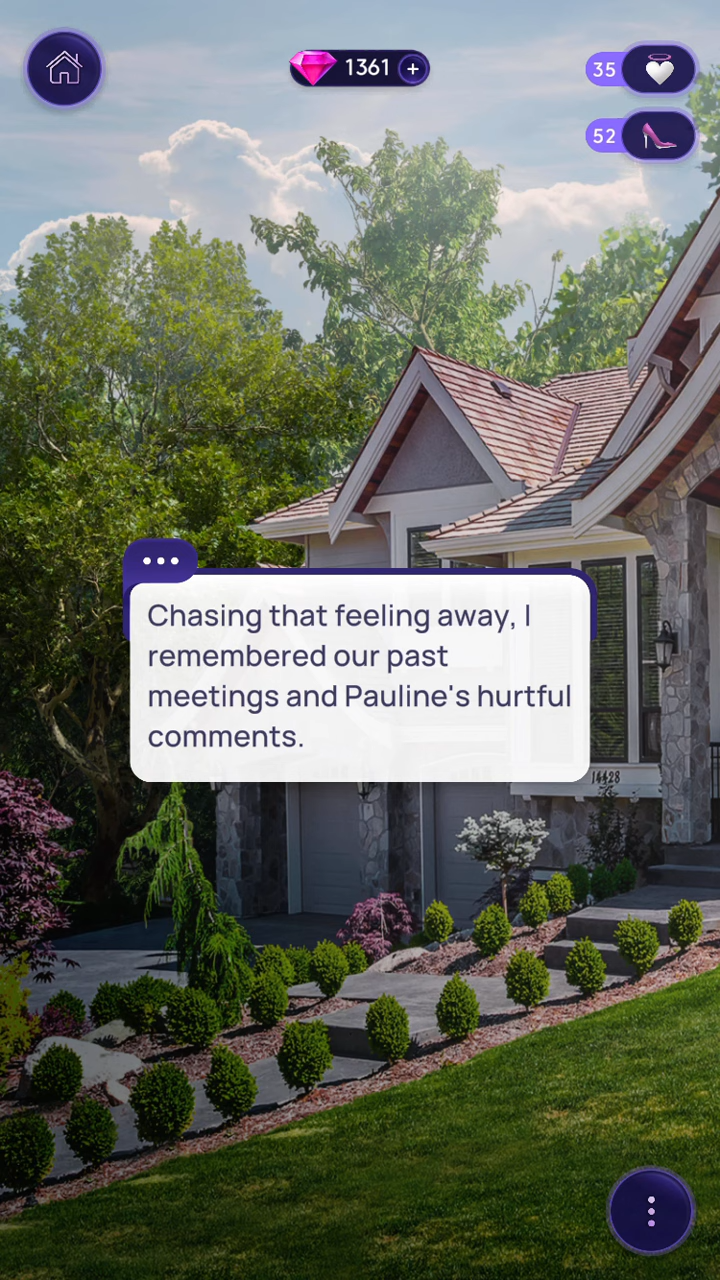 1361
35
52
Chasing that feeling away, I
remembered our past
meetings and Pauline's hurtful
comments.
14428